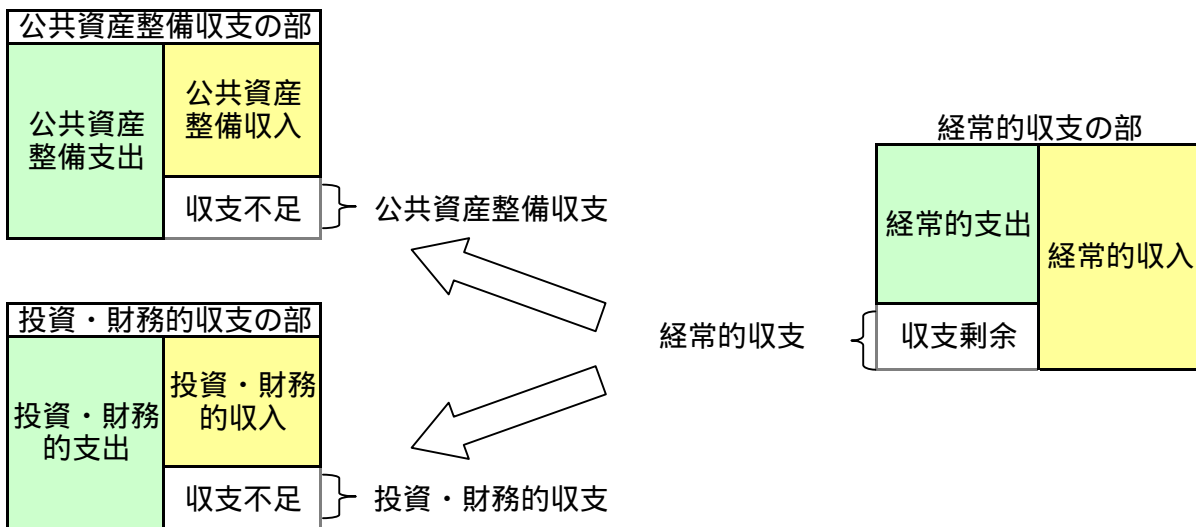 公共資産整備収支の部
公共資産
整備支出
公共資産
整備収入
収支不足
公共資産整備収支
投資・財務的収支の部
投資・財務
的支出
投資・財務
的収入
収支不足
投資・財務的収支
経常的収支
経常的収支の部
経常的支出
収支剰余
経常的収入